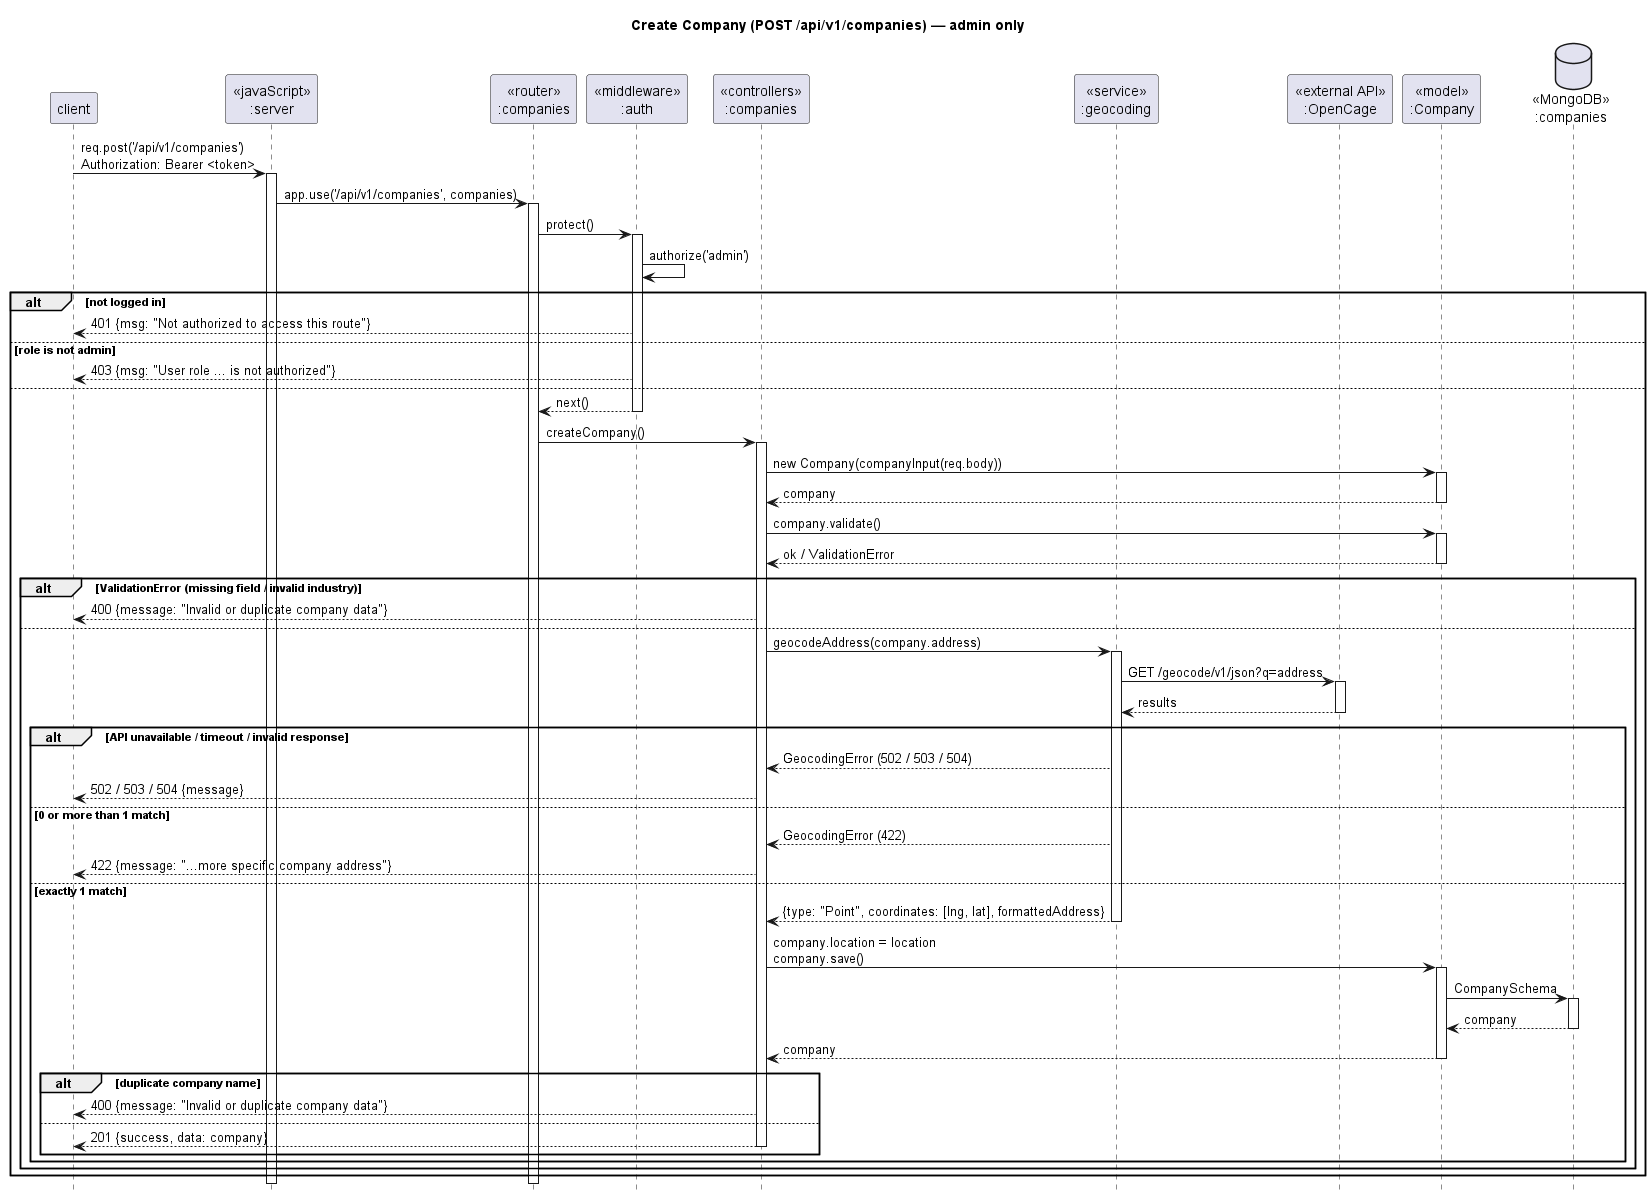 Create Company (POST /api/v1/companies) — admin only
client
«javaScript»
:server
«router»
:companies
«middleware»
:auth
«controllers»
:companies
«service»
:geocoding
«external API»
:OpenCage
«model»
:Company
«MongoDB»
:companies
req.post('/api/v1/companies')
Authorization: Bearer <token>
app.use('/api/v1/companies', companies)
protect()
authorize('admin')
alt [not logged in]
401 {msg: "Not authorized to access this route"}
[role is not admin]
403 {msg: "User role ... is not authorized"}
next()
createCompany()
new Company(companyInput(req.body))
company
company.validate()
ok / ValidationError
alt [ValidationError (missing field / invalid industry)]
400 {message: "Invalid or duplicate company data"}
geocodeAddress(company.address)
GET /geocode/v1/json?q=address
results
alt [API unavailable / timeout / invalid response]
GeocodingError (502 / 503 / 504)
502 / 503 / 504 {message}
[0 or more than 1 match]
GeocodingError (422)
422 {message: "...more specific company address"}
[exactly 1 match]
{type: "Point", coordinates: [lng, lat], formattedAddress}
company.location = location
company.save()
CompanySchema
company
company
alt [duplicate company name]
400 {message: "Invalid or duplicate company data"}
201 {success, data: company}